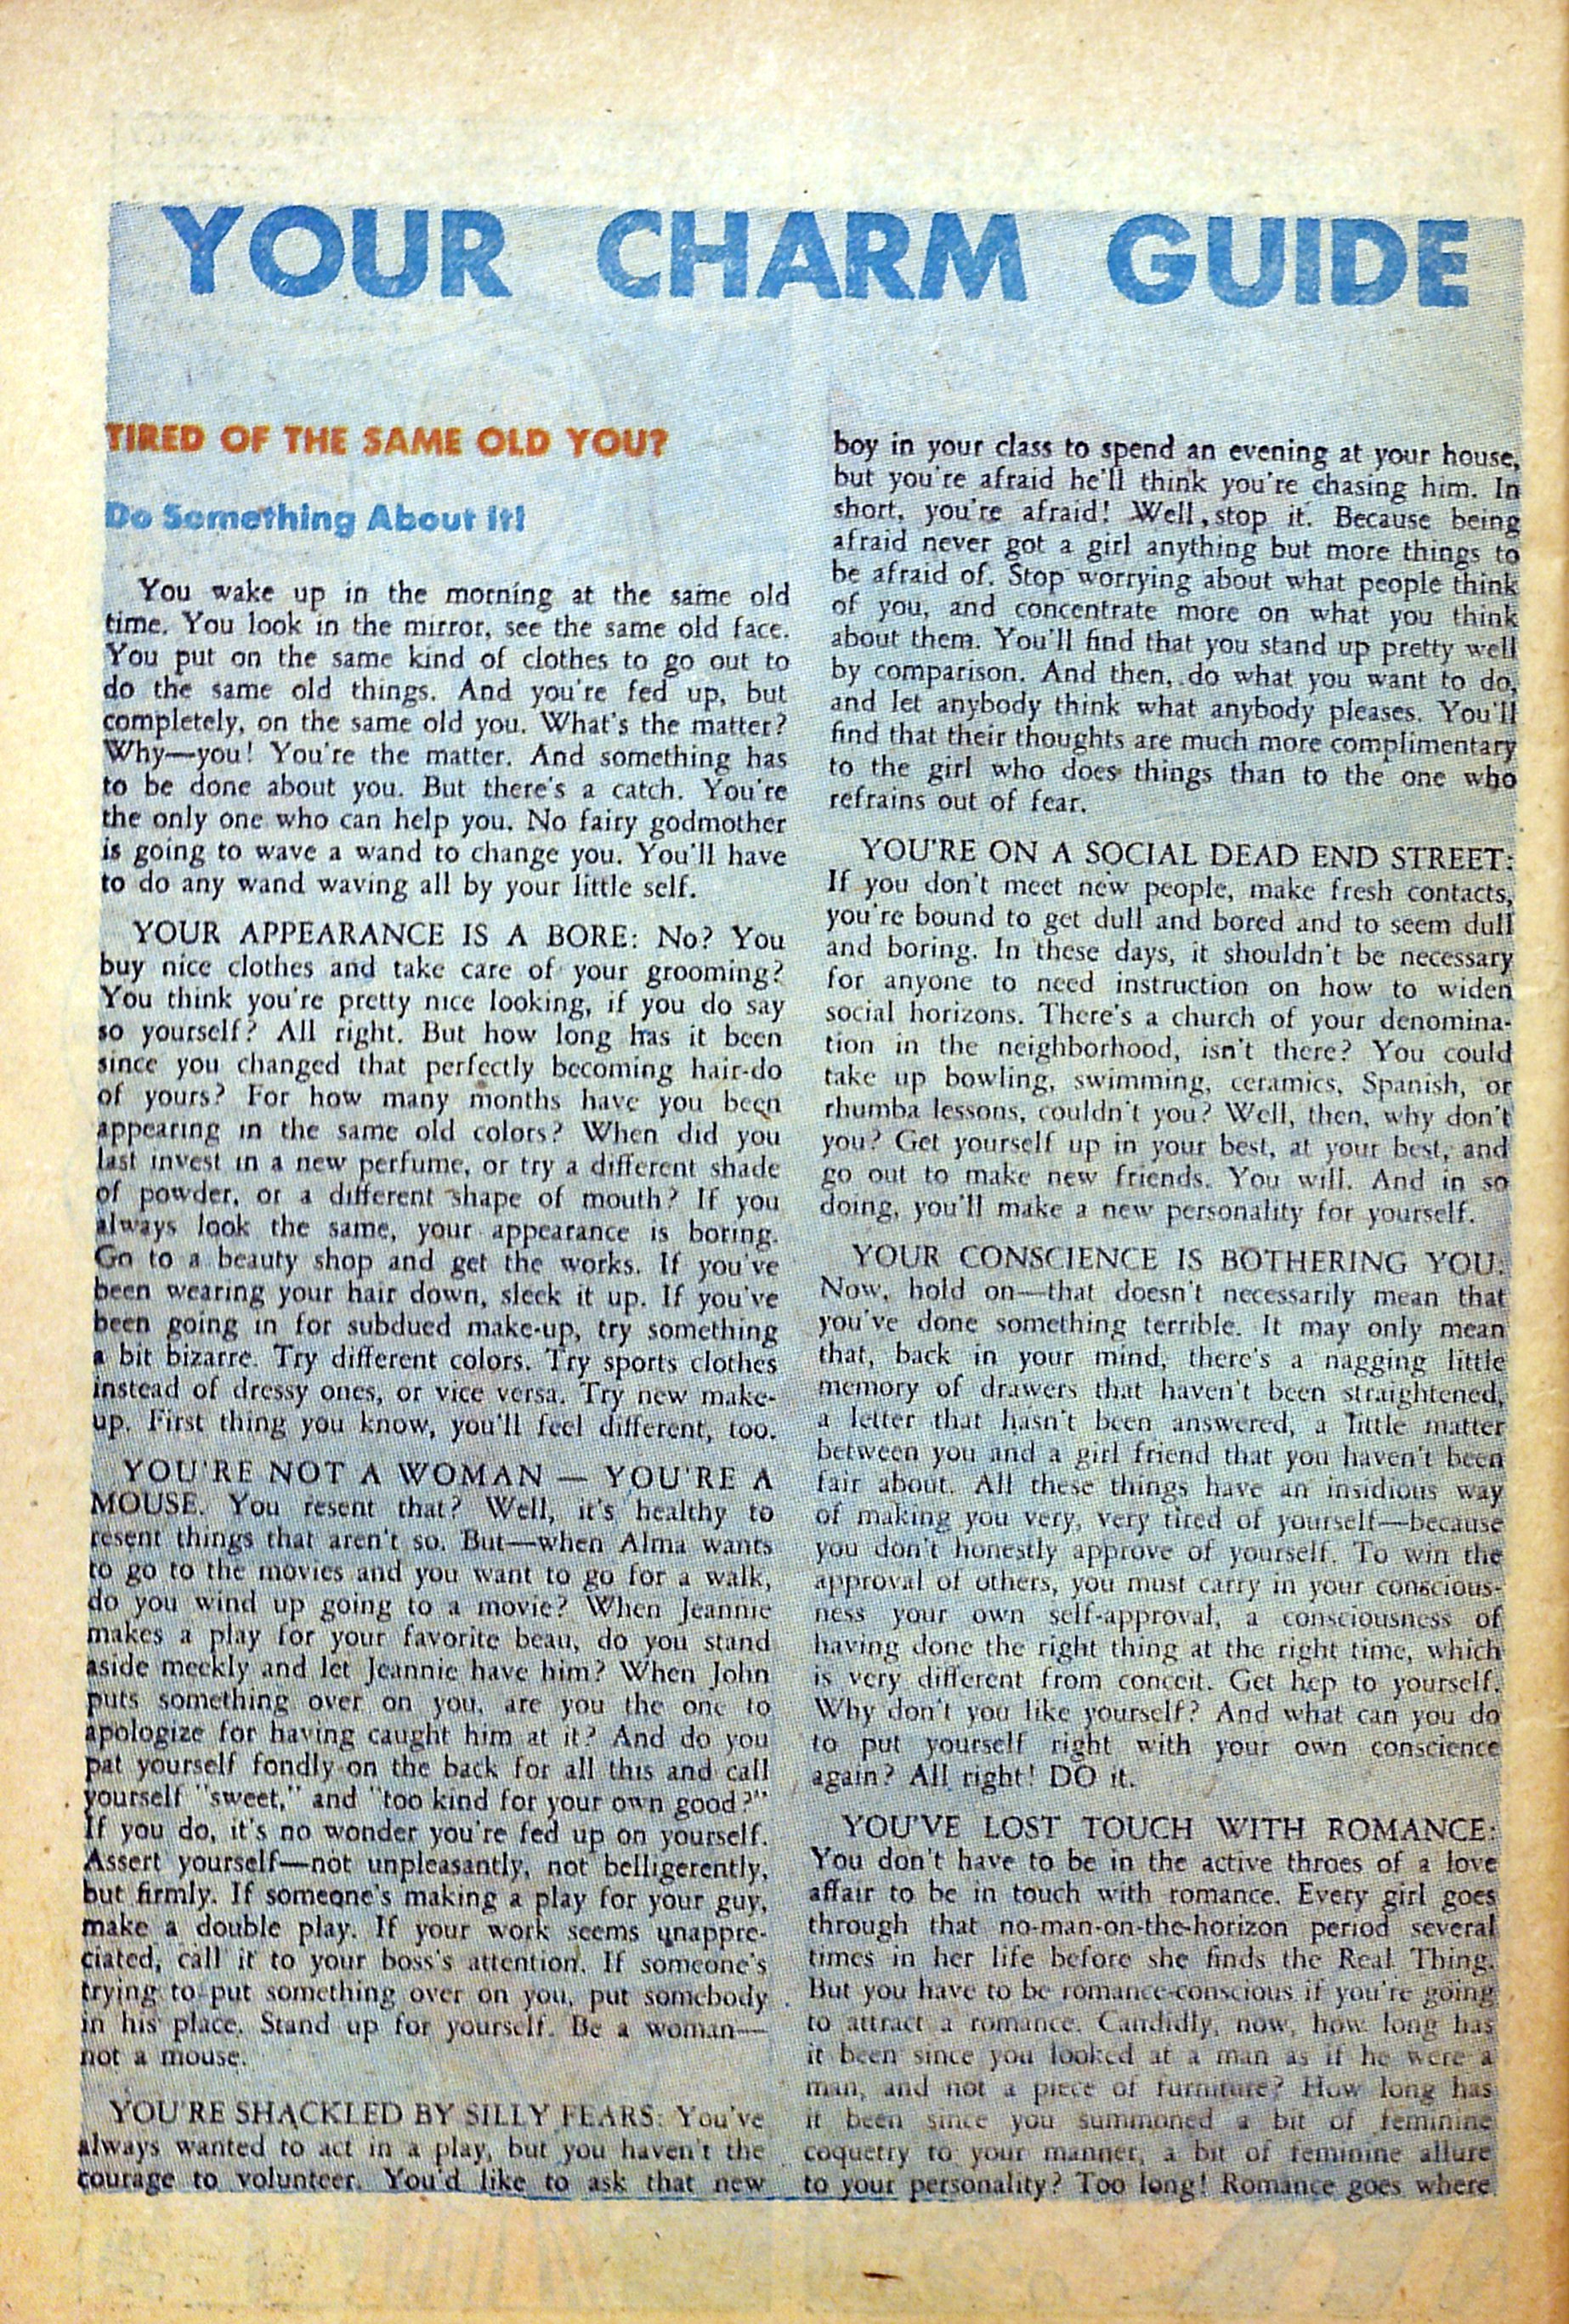 YOUR CHARM GUIDE
TIRED OF THE SAME OLD YOU?
Do Something About It!
You wake up in the morning at the same old
time. You look in the mirror, see the same old face.
You put on the same kind of clothes to go out to
do the same old things. And you're fed up, but
completely, on the same old you. What's the matter?
Why—you! You're the matter. And something has
to be done about you. But there's a catch. You're
the only one who can help you. No fairy godmother
is going to wave a wand to change you. You'll have
to do any wand waving all by your little self.
YOUR APPEARANCE IS A BORE: No? You
buy nice clothes and take care of your grooming?
You think you're pretty nice looking, if you do say
so yourself? All right. But how long has it been
since you changed that perfectly becoming hair-do
of yours? For how many months have you been
appearing in the same old colors? When did you
last invest in a new perfume, or try a different shade
of powder, or a different shape of mouth? If you
always look the same, your appearance is boring.
Go to a beauty shop and get the works. If you've
been wearing your hair down, sleek it up. If you've
been going in for subdued make-up, try something
a bit bizarre. Try different colors. Try sports clothes
instead of dressy ones, or vice versa. Try new make-
up. First thing you know, you'll feel different, too.
YOU'RE NOT A WOMAN — YOU'RE A
MOUSE. You resent that? Well, it's healthy to
resent things that aren't so. But—when Alma wants
to go to the movies and you want to go for a walk,
do you wind up going to a movie? When Jeannie
makes a play for your favorite beau, do you stand
aside meekly and let Jeannie have him? When John
puts something over on you, are you the one to
apologize for having caught him at it? And do you
pat yourself fondly on the back for all this and call
yourself "sweet," and "too kind for your own good?"
If you do, it's no wonder you're fed up on yourself.
Assert yourself—not unpleasantly, not belligerently,
but firmly. If someone's making a play for your guy,
make a double play. If your work seems unappre-
ciated, call it to your boss's attention. If someone's
trying to put something over on you, put somebody
in his place. Stand up for yourself. Be a woman—
not a mouse.
YOU'RE SHACKLED BY SILLY FEARS: You've
always wanted to act in a play, but you haven't the
courage to volunteer. You'd like to ask that new
boy in your class to spend an evening at your house,
but you're afraid he'll think you're chasing him. In
short, you're afraid! Well, stop it. Because being
afraid never got a girl anything but more things to
be afraid of. Stop worrying about what people think
of you, and concentrate more on what you think
about them. You'll find that you stand up pretty well
by comparison. And then, do what you want to do,
and let anybody think what anybody pleases. You'll
find that their thoughts are much more complimentary
to the girl who does things than to the one who
refrains out of fear.
YOU'RE ON A SOCIAL DEAD END STREET:
If you don't meet new people, make fresh contacts,
you're bound to get dull and bored and to seem dull
and boring. In these days, it shouldn't be necessary
for anyone to need instruction on how to widen
social horizons. There's a church of your denomina-
tion in the neighborhood, isn't there? You could
take up bowling, swimming, ceramics, Spanish, or
rhumba lessons, couldn't you? Well, then, why don't
you? Get yourself up in your best, at your best, and
go out to make new friends. You will. And in so
doing, you'll make a new personality for yourself.
YOUR CONSCIENCE IS BOTHERING YOU:
Now, hold on—that doesn't necessarily mean that
you've done something terrible. It may only mean
that, back in your mind, there's a nagging little
memory of drawers that haven't been straightened,
a letter that hasn't been answered, a little matter
between you and a girl friend that you haven't been
fair about. All these things have an insidious way
of making you very, very tired of yourself—because
you don't honestly approve of yourself. To win the
approval of others, you must carry in your conscious-
ness your own self-approval, a consciousness of
having done the right thing at the right time, which
is very different from conceit. Get hep to yourself.
Why don't you like yourself? And what can you do
to put yourself right with your own conscience
again? All right! DO it.
YOU'VE LOST TOUCH WITH ROMANCE:
You don't have to be in the active throes of a love
affair to be in touch with romance. Every girl goes
through that no-man-on-the-horizon period several
times in her life before she finds the Real Thing.
But you have to be romance-conscious if you're going
to attract a romance. Candidly, now, how long has
it been since you looked at a man as if he were a
man, and not a piece of furniture? How long has
it been since you summoned a bit of feminine
coquetry to your manner, a bit of feminine allure
to your personality? Too long! Romance goes where